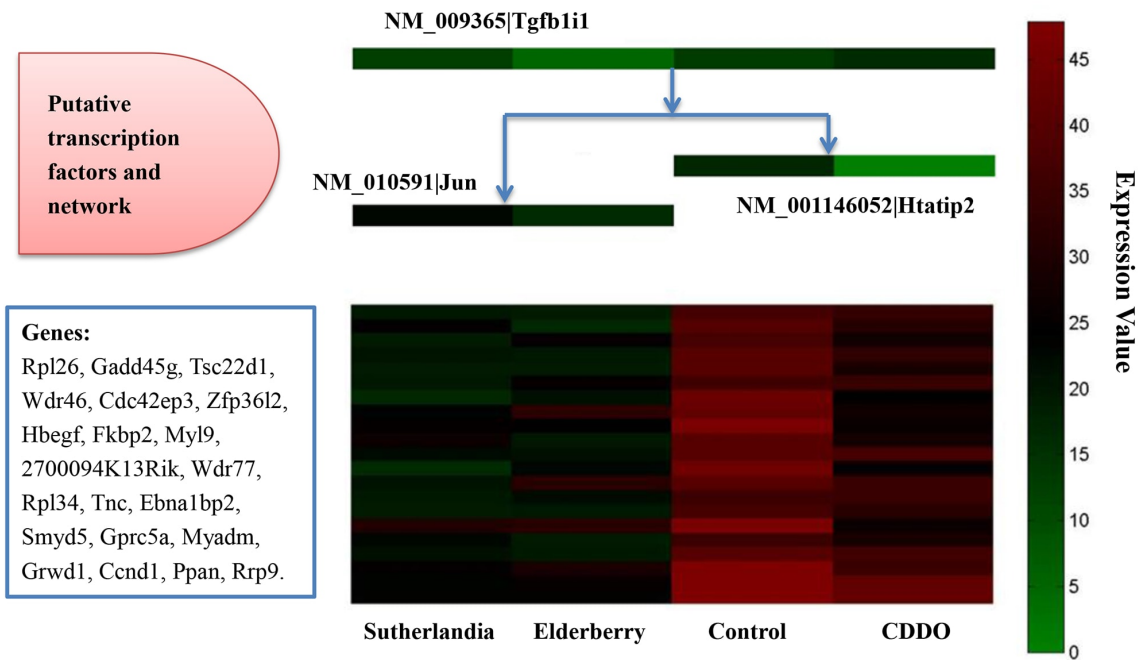 NM_009365|Tgfb1i1
Putative
transcription
factors and
network
NM_010591|Jun
NM_001146052|Htatip2
Genes:
Rpl26, Gadd45g, Tsc22d1,
Wdr46, Cdc42ep3, Zfp36l2,
Hbegf, Fkbp2, Myl9,
2700094K13Rik, Wdr77,
Rpl34, Tnc, Ebna1bp2,
Smyd5, Gprc5a, Myadm,
Grwd1, Ccnd1, Ppan, Rrp9.
Sutherlandia Elderberry Control CDDO
45
40
35
30
25
20
15
10
5
0
Expression Value